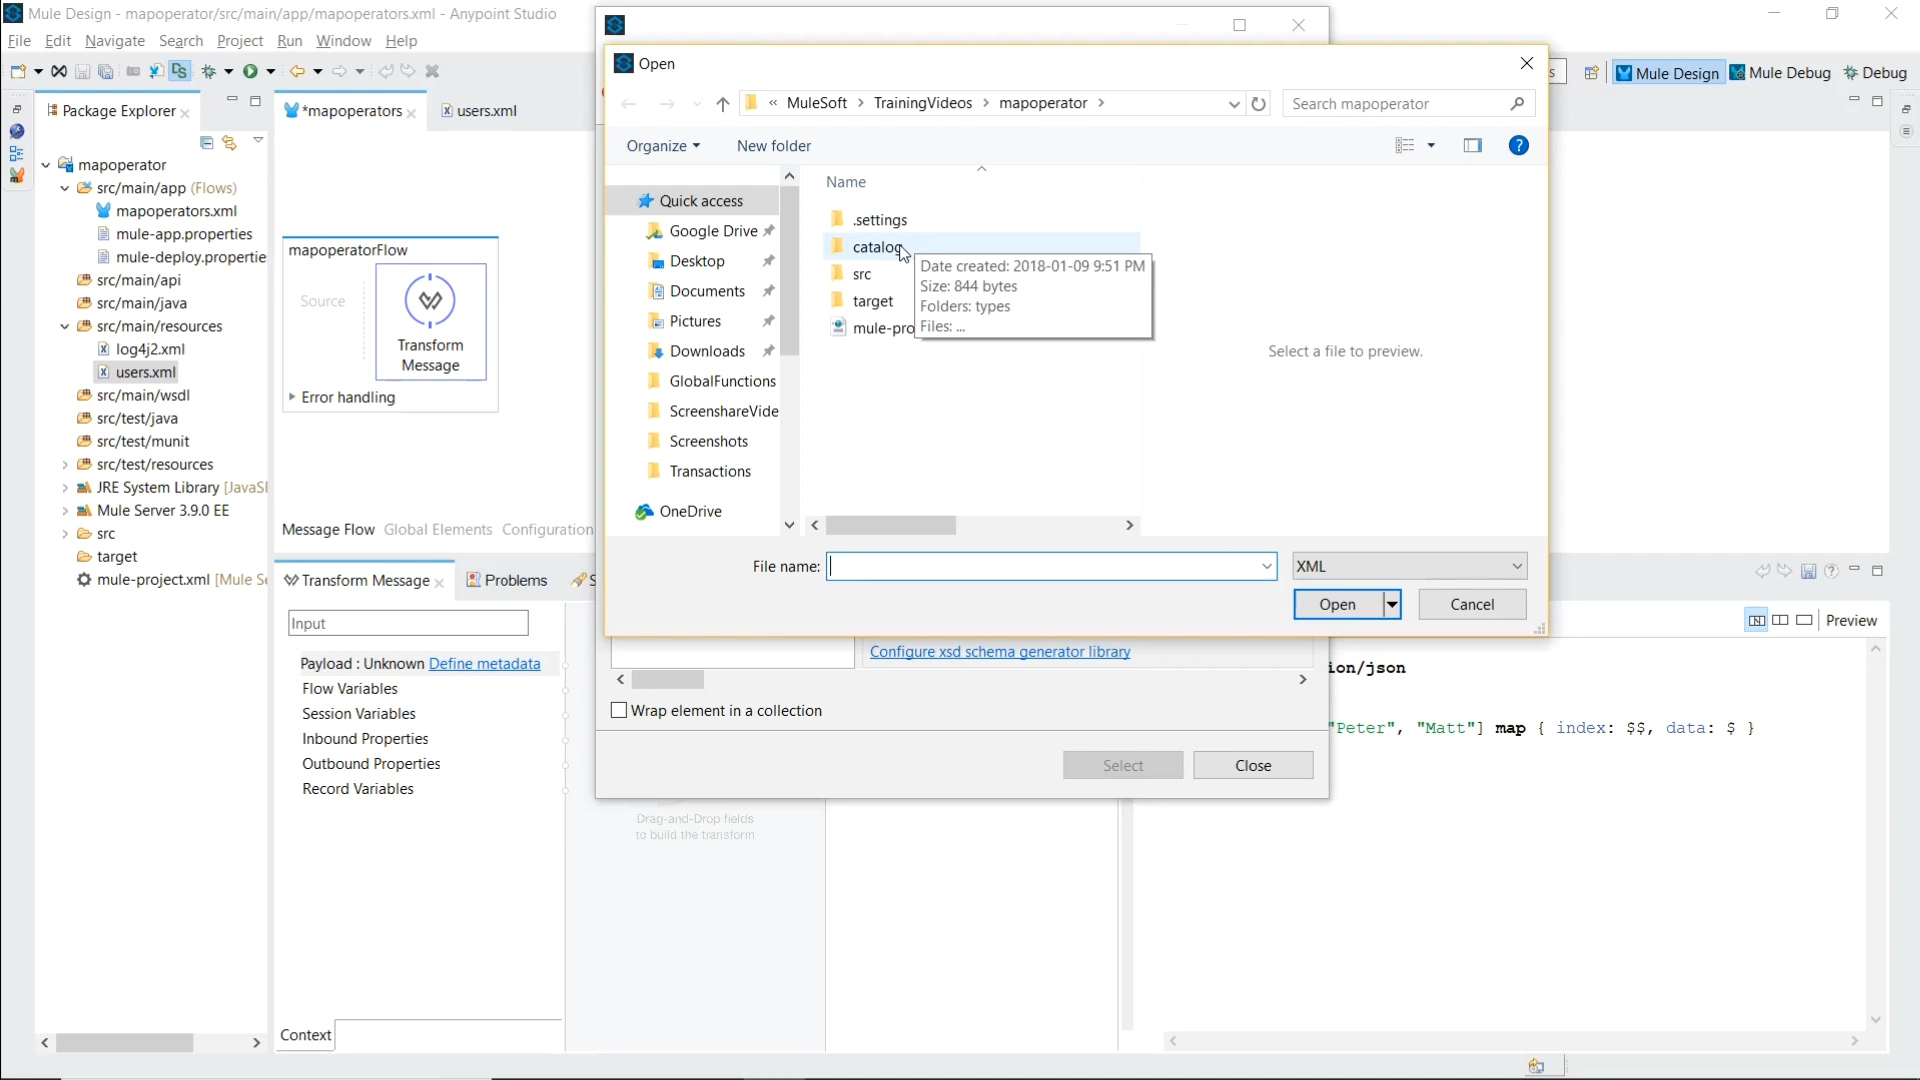 Mule Design - mapoperator/src/main/app/mapoperators.xml - Anypoint Studio
File Edit Navigate Search Project Run Window Help
Mule Design Mule Debug Debug
Package Explorer
*mapoperators
users.xml
mapoperator
src/main/app (Flows)
mapoperators.xml
mule-app.properties
mule-deploy.propertie
src/main/api
src/main/java
src/main/resources
log4j2.xml
users.xml
src/main/wsdl
src/test/java
src/test/munit
src/test/resources
JRE System Library [JavaSE
Mule Server 3.9.0 EE
src
target
mule-project.xml [Mule Se
mapoperatorFlow
Source
Transform
Message
Error handling
Message Flow Global Elements Configuration
Transform Message
Problems
Input
Payload : Unknown Define metadata
Flow Variables
Session Variables
Inbound Properties
Outbound Properties
Record Variables
Context
Open
« MuleSoft › TrainingVideos › mapoperator ›
Search mapoperator
Organize
New folder
Quick access
Google Drive
Desktop
Documents
Pictures
Downloads
GlobalFunctions
ScreenshareVide
Screenshots
Transactions
OneDrive
Name
.settings
catalog
src
target
mule-pro
Date created: 2018-01-09 9:51 PM
Size: 844 bytes
Folders: types
Files: ...
Select a file to preview.
File name:
XML
Open
Cancel
Configure xsd schema generator library
Wrap element in a collection
Select
Close
Drag-and-Drop fields
to build the transform
Preview
ion/json
"Peter", "Matt"] map { index: $$, data: $ }